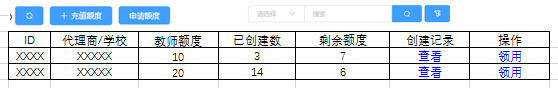 + 充值额度 申请额度 请选择 搜索
ID 代理商/学校 教师额度 已创建数 剩余额度 创建记录 操作
XXXX XXXXX 10 3 7 查看 领用
XXXX XXXXX 20 14 6 查看 领用